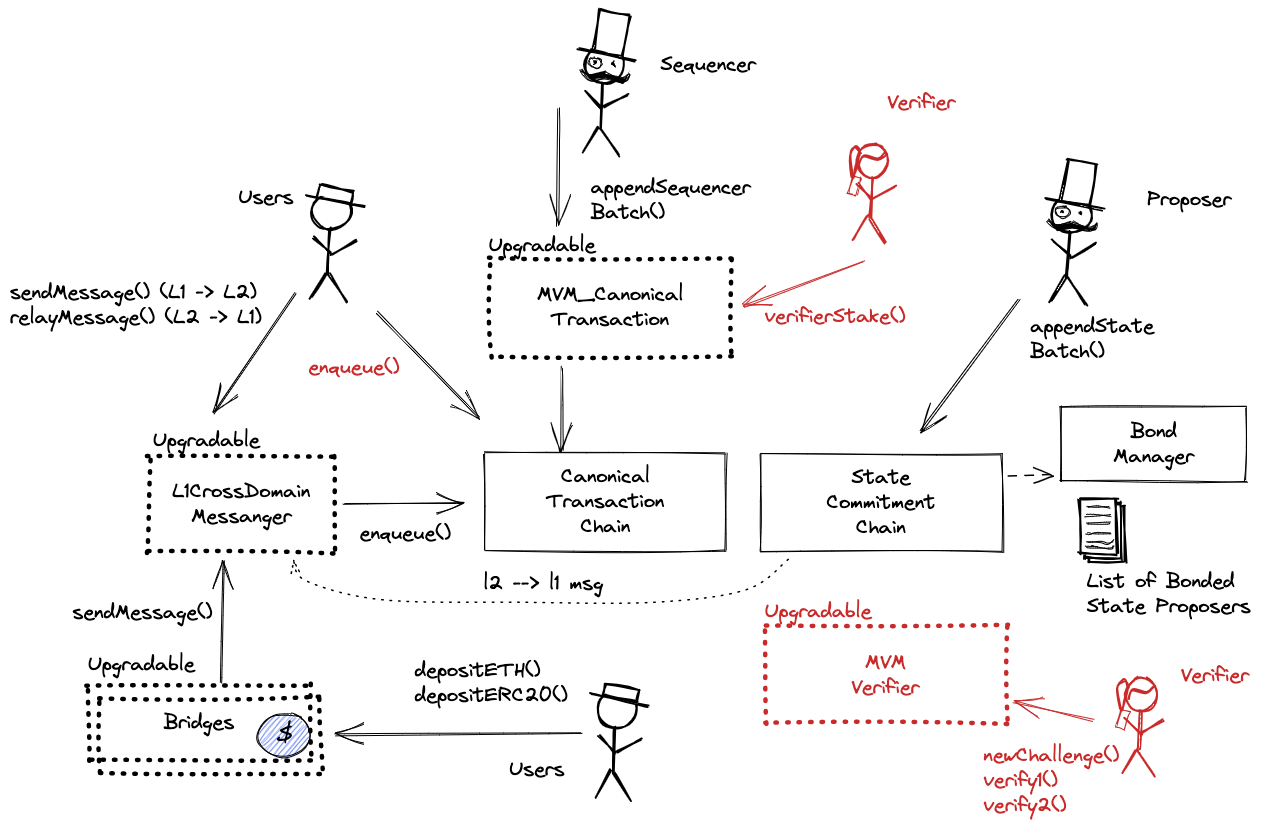 Sequencer
Verifier
appendSequencer
Batch()
Users
Proposer
Upgradable
MVM_Canonical
Transaction
sendMessage() (L1 -> L2)
relayMessage() (L2 -> L1)
verifierStake()
appendState
Batch()
enqueue()
Upgradable
Bond
Manager
L1CrossDomain
Messanger
Canonical
Transaction
Chain
State
Commitment
Chain
enqueue()
l2 --> l1 msg
List of Bonded
State Proposers
sendMessage()
Upgradable
MVM
Verifier
Upgradable
Bridges
$
depositETH()
depositERC20()
Users
Verifier
newChallenge()
verify1()
verify2()